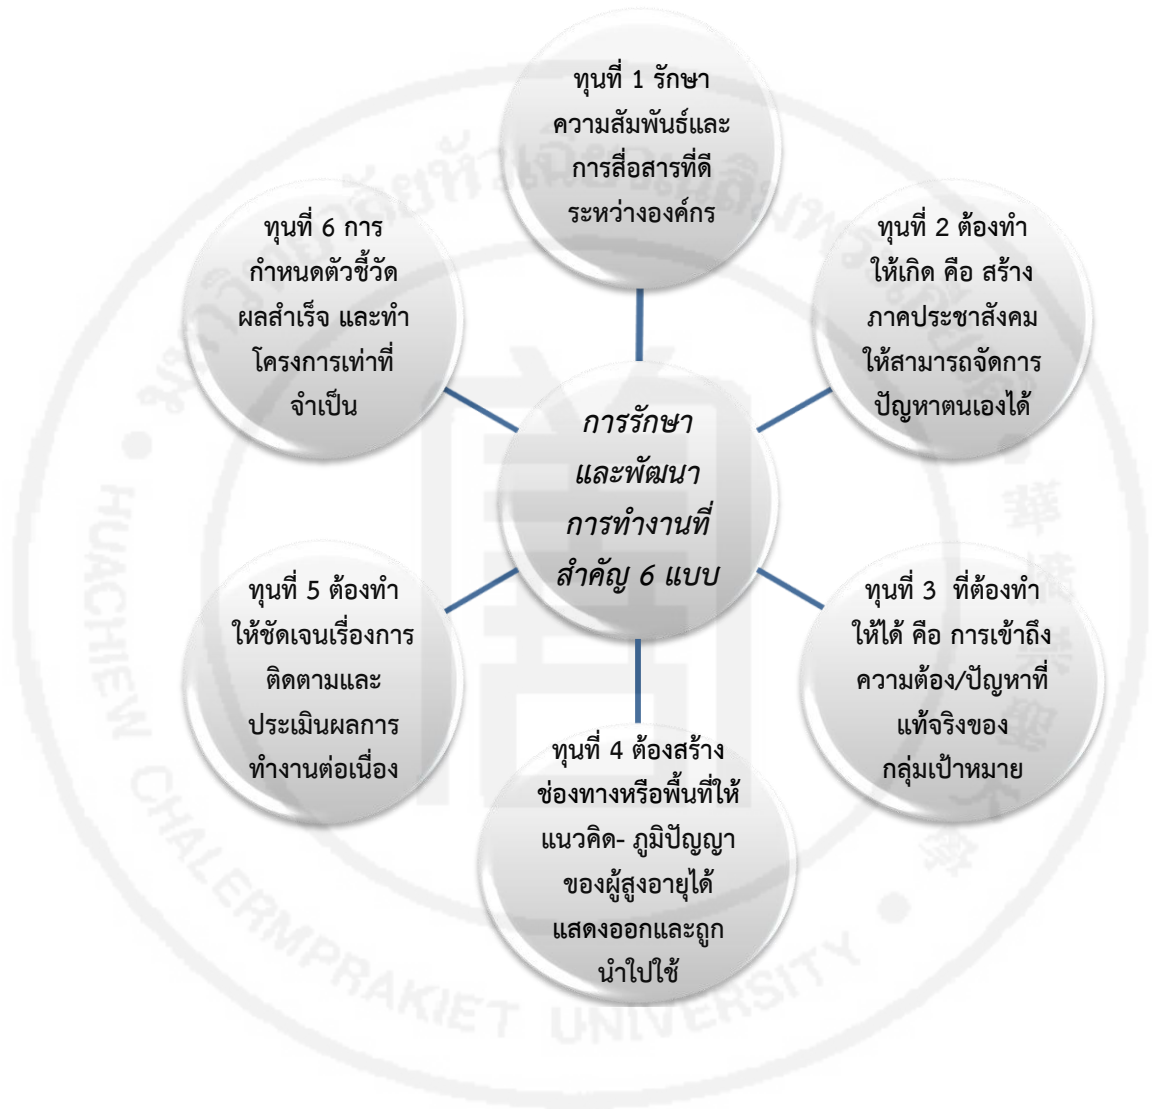 ทุนที่ 1 รักษา
ความสัมพันธ์และ
การสื่อสารที่ดี
ระหว่างองค์กร
ทุนที่ 2 ต้องทำ
ให้เกิด คือ สร้าง
ภาคประชาสังคม
ให้สามารถจัดการ
ปัญหาตนเองได้
ทุนที่ 3 ที่ต้องทำ
ให้ได้ คือ การเข้าถึง
ความต้อง/ปัญหาที่
แท้จริงของ
กลุ่มเป้าหมาย
ทุนที่ 4 ต้องสร้าง
ช่องทางหรือพื้นที่ให้
แนวคิด- ภูมิปัญญา
ของผู้สูงอายุได้
แสดงออกและถูก
นำไปใช้
ทุนที่ 5 ต้องทำ
ให้ชัดเจนเรื่องการ
ติดตามและ
ประเมินผลการ
ทำงานต่อเนื่อง
ทุนที่ 6 การ
กำหนดตัวชี้วัด
ผลสำเร็จ และทำ
โครงการเท่าที่
จำเป็น
การรักษา
และพัฒนา
การทำงานที่
สำคัญ 6 แบบ
HUACHIEW CHALERMPRAKIET UNIVERSITY